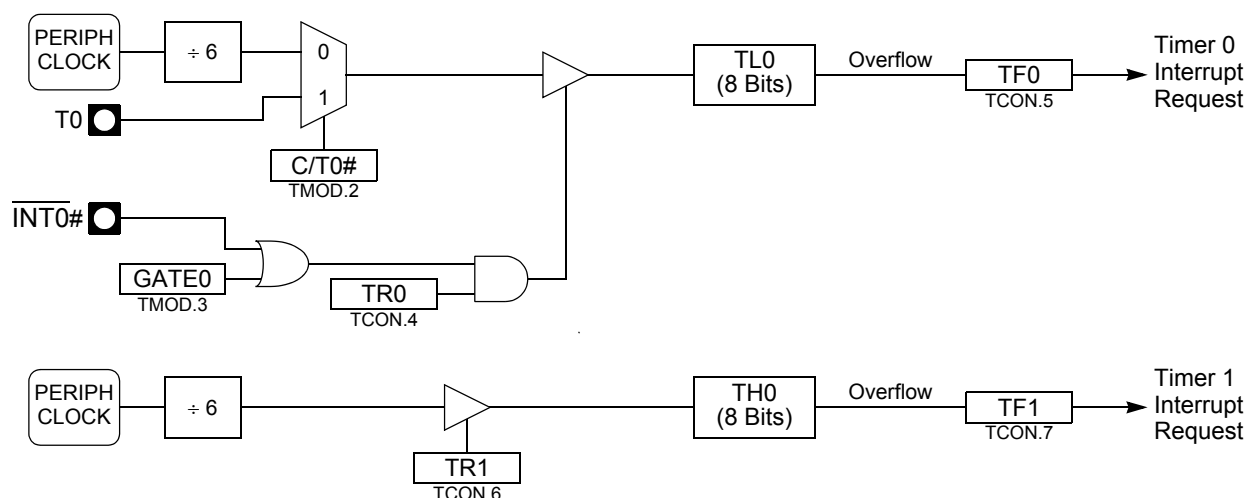 PERIPH
CLOCK
÷ 6
0
1
T0
C/T0#
TMOD.2
TL0
(8 Bits)
Overflow
TF0
TCON.5
Timer 0
Interrupt
Request
INT0#
GATE0
TMOD.3
TR0
TCON.4
PERIPH
CLOCK
÷ 6
TR1
TCON.6
TH0
(8 Bits)
Overflow
TF1
TCON.7
Timer 1
Interrupt
Request